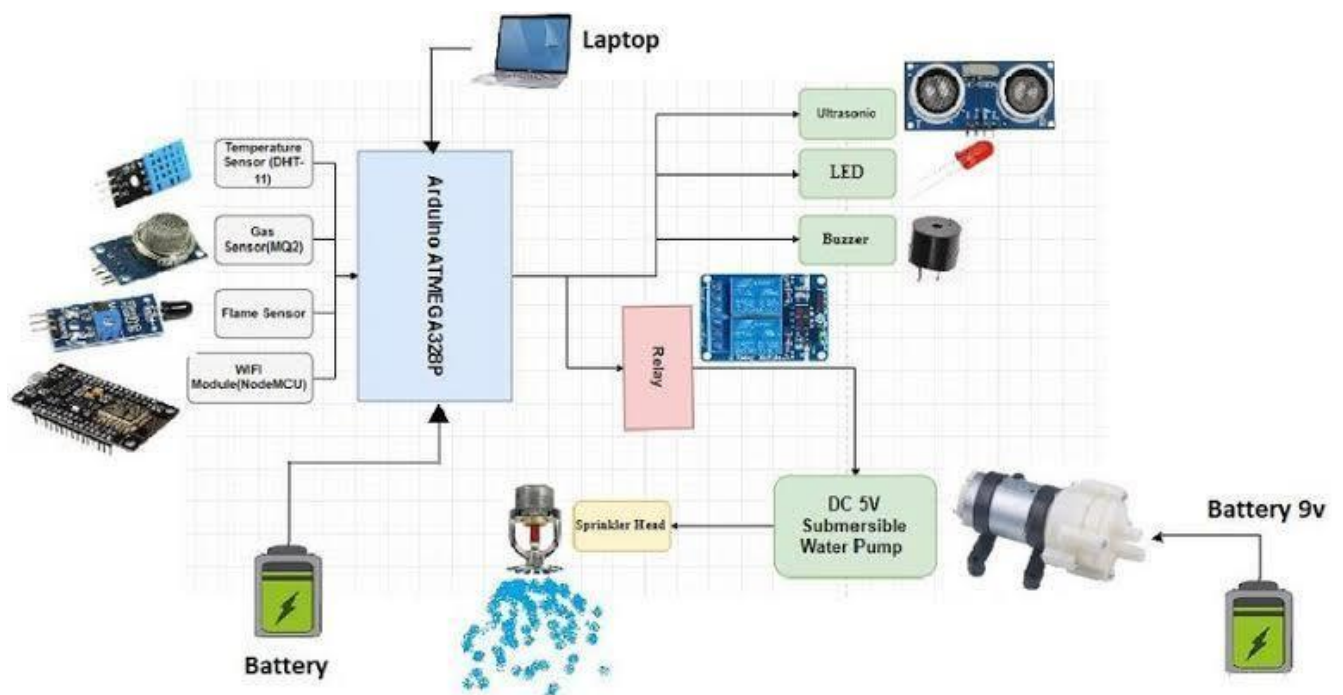 Laptop
Temperature
Sensor (DHT-
11)
Gas
Sensor(MQ2)
Flame Sensor
WIFI
Module(NodeMCU)
Arduino ATMEGA328P
Ultrasonic
LED
Buzzer
Relay
DC 5V
Submersible
Water Pump
Sprinkler Head
Battery 9v
Battery